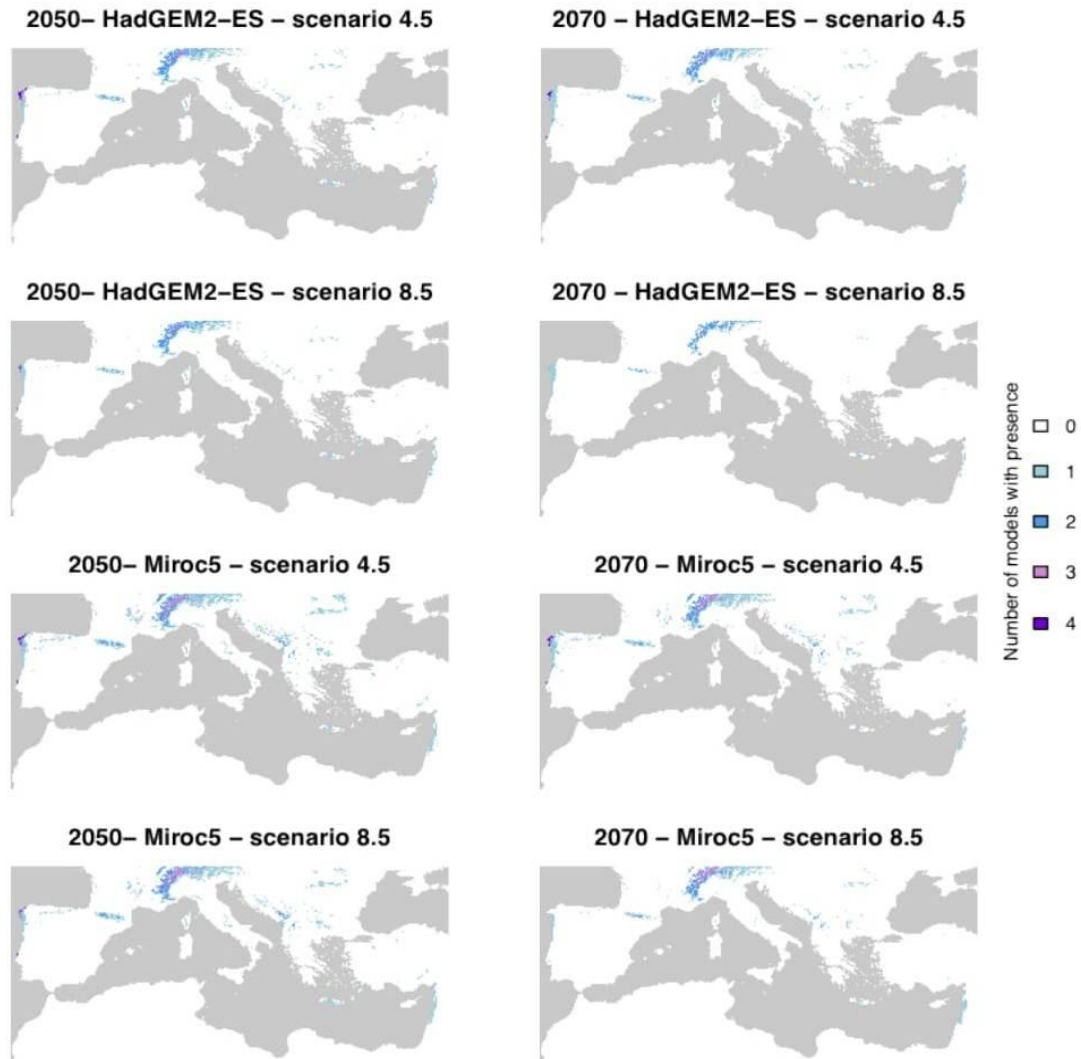 2050– HadGEM2–ES – scenario 4.5
2070 – HadGEM2–ES – scenario 4.5
2050– HadGEM2–ES – scenario 8.5
2070 – HadGEM2–ES – scenario 8.5
2050– Miroc5 – scenario 4.5
2070 – Miroc5 – scenario 4.5
2050– Miroc5 – scenario 8.5
2070 – Miroc5 – scenario 8.5
Number of models with presence
0
1
2
3
4